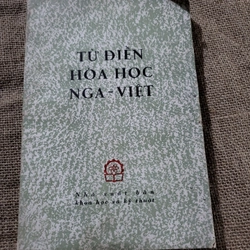 TỪ ĐIỂN
HÓA HỌC
NGA - VIỆT
Nhà xuất bản
khoa học và kỹ thuật